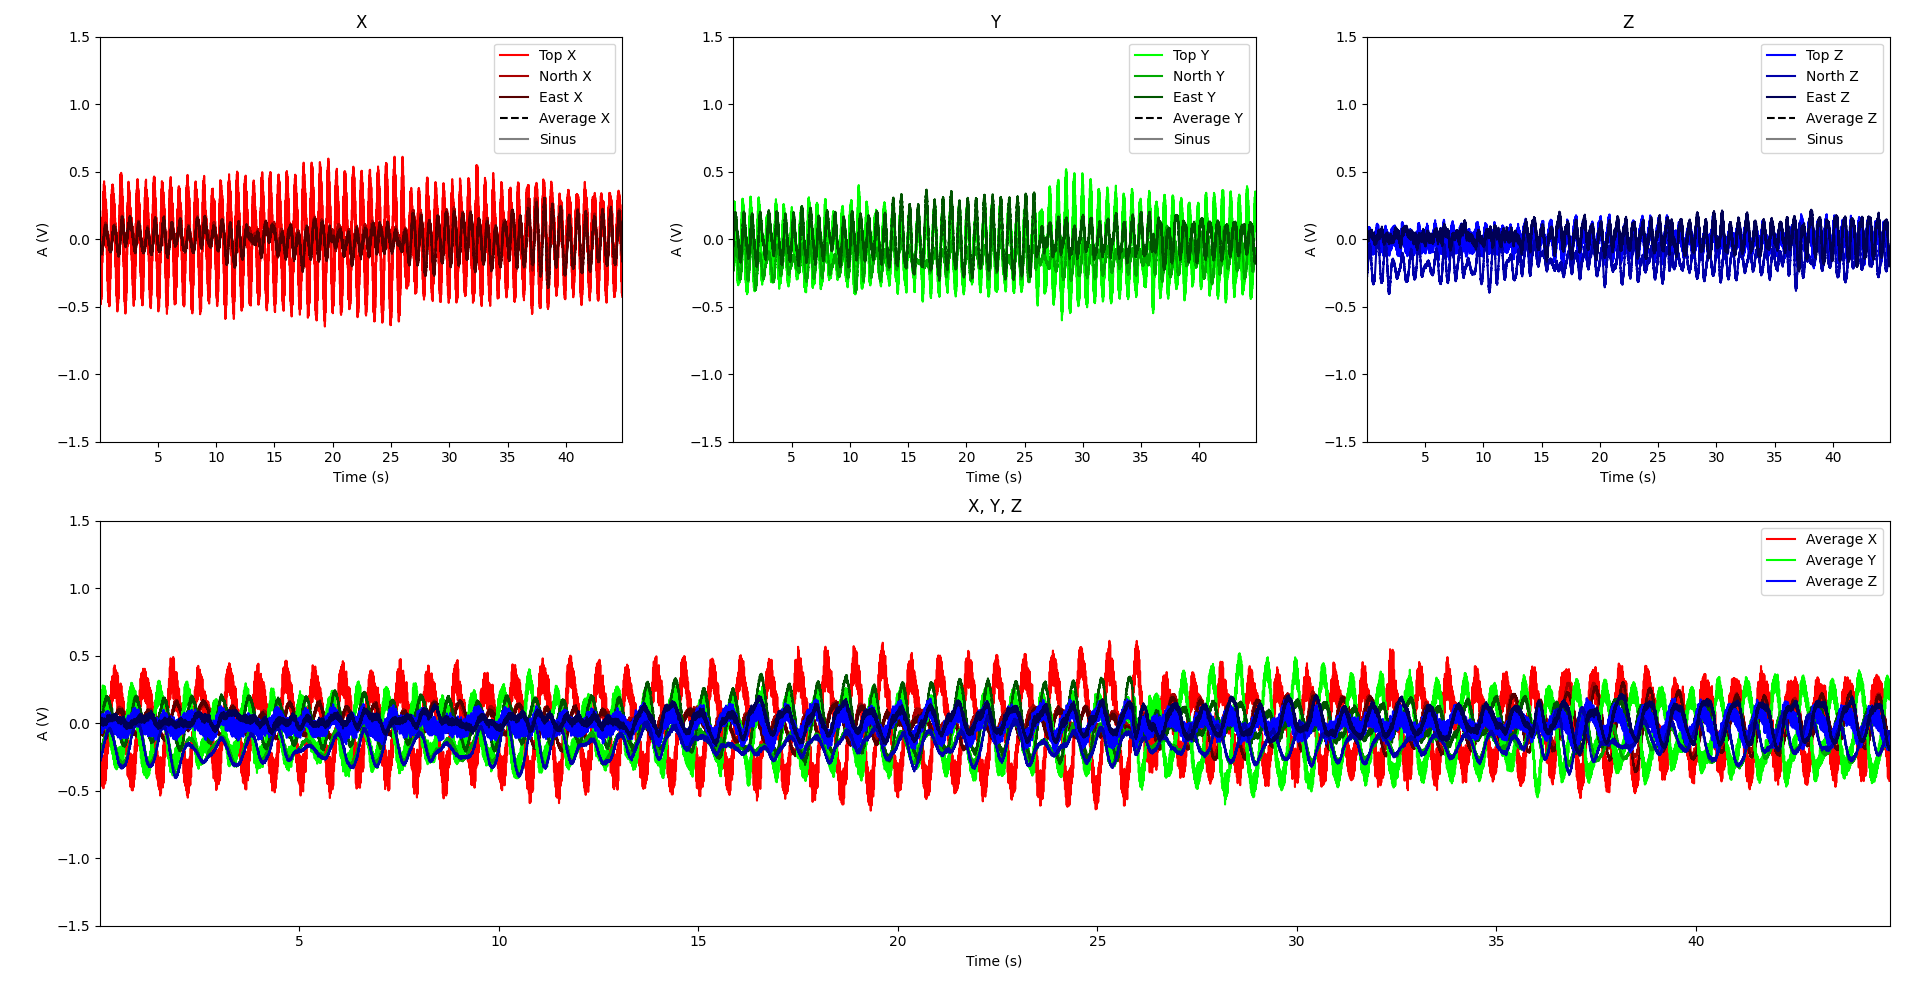 X
1.5
1.0
0.5
0.0
−0.5
−1.0
−1.5
A (V)
5 10 15 20 25 30 35 40
Time (s)
Top X
North X
East X
Average X
Sinus
Y
1.5
1.0
0.5
0.0
−0.5
−1.0
−1.5
A (V)
5 10 15 20 25 30 35 40
Time (s)
Top Y
North Y
East Y
Average Y
Sinus
Z
1.5
1.0
0.5
0.0
−0.5
−1.0
−1.5
A (V)
5 10 15 20 25 30 35 40
Time (s)
Top Z
North Z
East Z
Average Z
Sinus
X, Y, Z
1.5
1.0
0.5
0.0
−0.5
−1.0
−1.5
A (V)
5 10 15 20 25 30 35 40
Time (s)
Average X
Average Y
Average Z